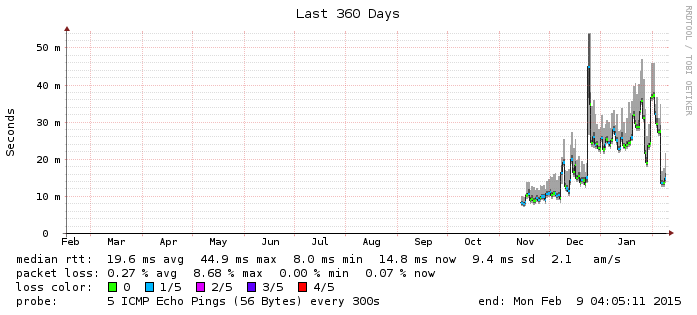 Last 360 Days
RRDTOOL / TOBI OETIKER
Seconds
50 m
40 m
30 m
20 m
10 m
0
Feb Mar Apr May Jun Jul Aug Sep Oct Nov Dec Jan
median rtt: 19.6 ms avg 44.9 ms max 8.0 ms min 14.8 ms now 9.4 ms sd 2.1 am/s
packet loss: 0.27 % avg 8.68 % max 0.00 % min 0.07 % now
loss color: 0 1/5 2/5 3/5 4/5
probe: 5 ICMP Echo Pings (56 Bytes) every 300s end: Mon Feb 9 04:05:11 2015